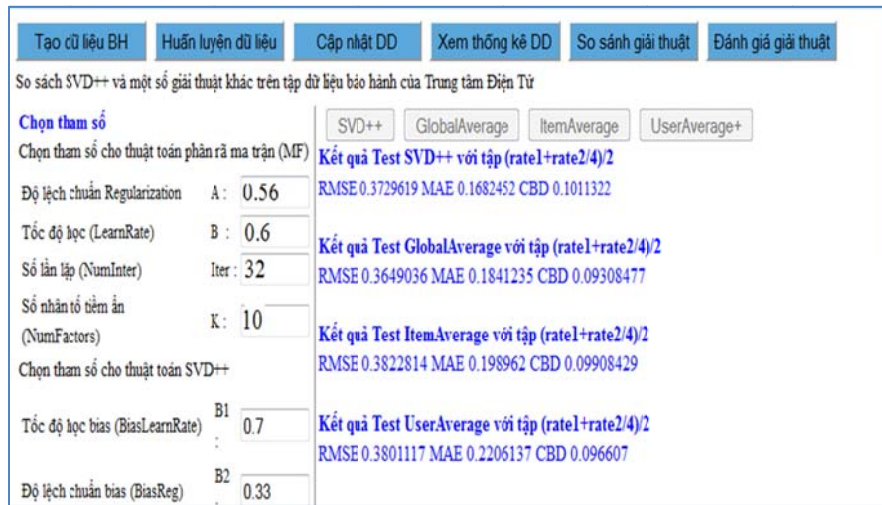 Tạo dữ liệu BH Huấn luyện dữ liệu Cập nhật DD Xem thống kê DD So sánh giải thuật Đánh giá giải thuật
So sách SVD++ và một số giải thuật khác trên tập dữ liệu bảo hành của Trung tâm Điện Tử
Chọn tham số
Chọn tham số cho thuật toán phân rã ma trận (MF)
Độ lệch chuẩn Regularization A : 0.56
Tốc độ học (LearnRate) B : 0.6
Số lần lặp (NumInter) Iter : 32
Số nhân tố tiềm ẩn
(NumFactors) K : 10
Chọn tham số cho thuật toán SVD++
Tốc độ học bias (BiasLearnRate) B1 : 0.7
Độ lệch chuẩn bias (BiasReg) B2 0.33
SVD++ GlobalAverage ItemAverage UserAverage+
Kết quả Test SVD++ với tập (rate1+rate2/4)/2
RMSE 0.3729619 MAE 0.1682452 CBD 0.1011322
Kết quả Test GlobalAverage với tập (rate1+rate2/4)/2
RMSE 0.3649036 MAE 0.1841235 CBD 0.09308477
Kết quả Test ItemAverage với tập (rate1+rate2/4)/2
RMSE 0.3822814 MAE 0.198962 CBD 0.09908429
Kết quả Test UserAverage với tập (rate1+rate2/4)/2
RMSE 0.3801117 MAE 0.2206137 CBD 0.096607